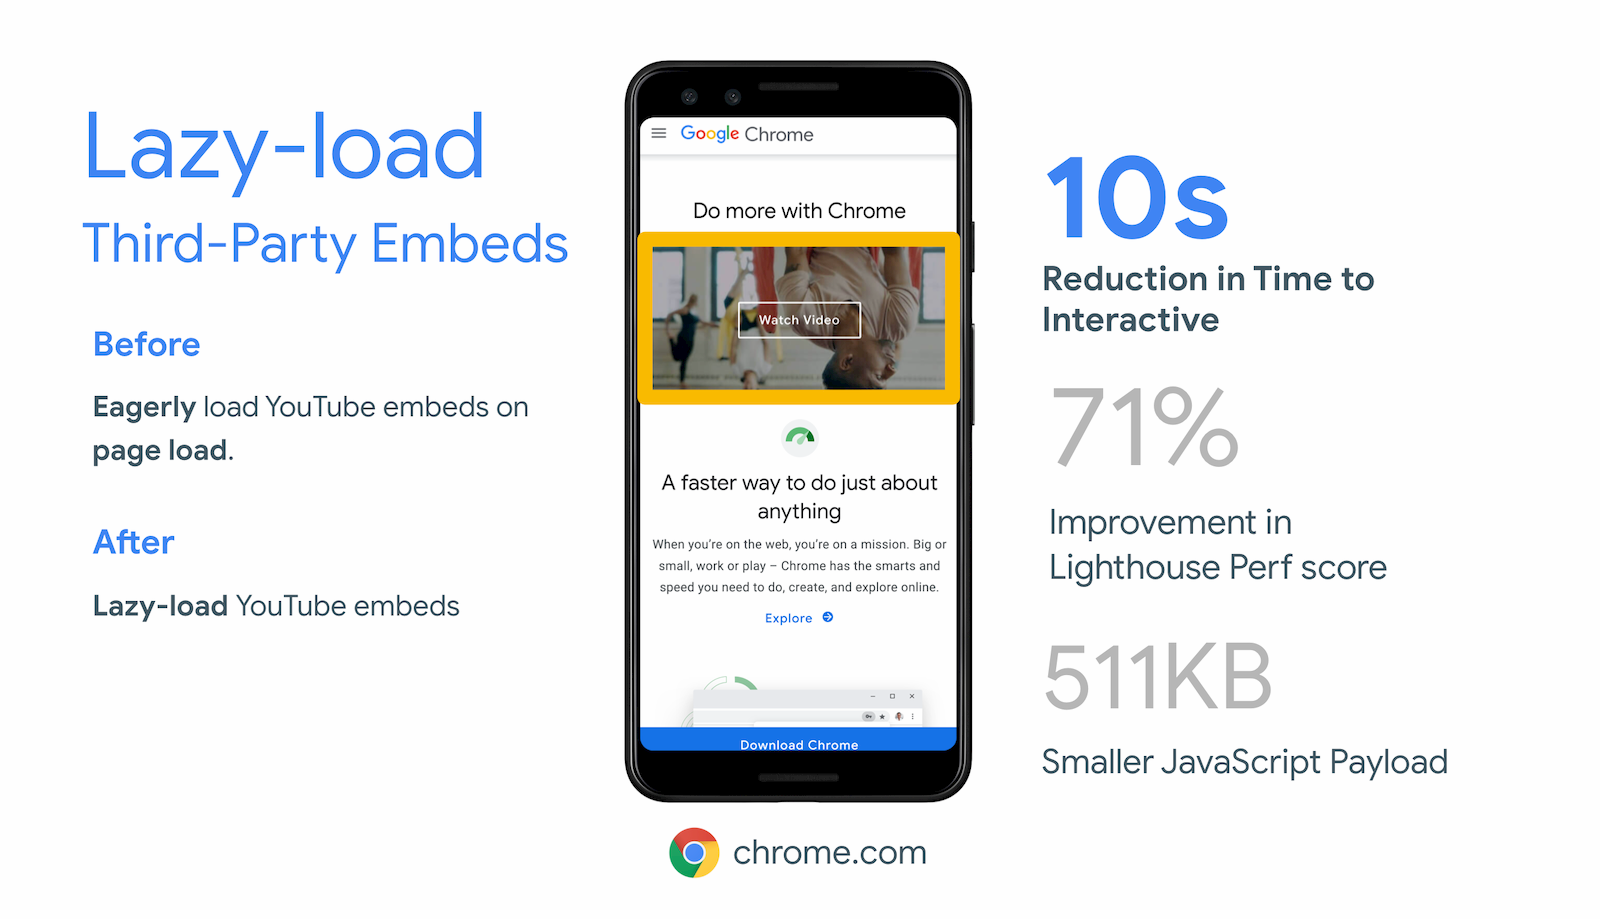 Lazy-load
Third-Party Embeds
Before
Eagerly load YouTube embeds on
page load.
After
Lazy-load YouTube embeds
Google Chrome
Do more with Chrome
Watch Video
A faster way to do just about
anything
When you're on the web, you're on a mission. Big or
small, work or play – Chrome has the smarts and
speed you need to do, create, and explore online.
Explore
Download Chrome
chrome.com
10s
Reduction in Time to
Interactive
71%
Improvement in
Lighthouse Perf score
511KB
Smaller JavaScript Payload